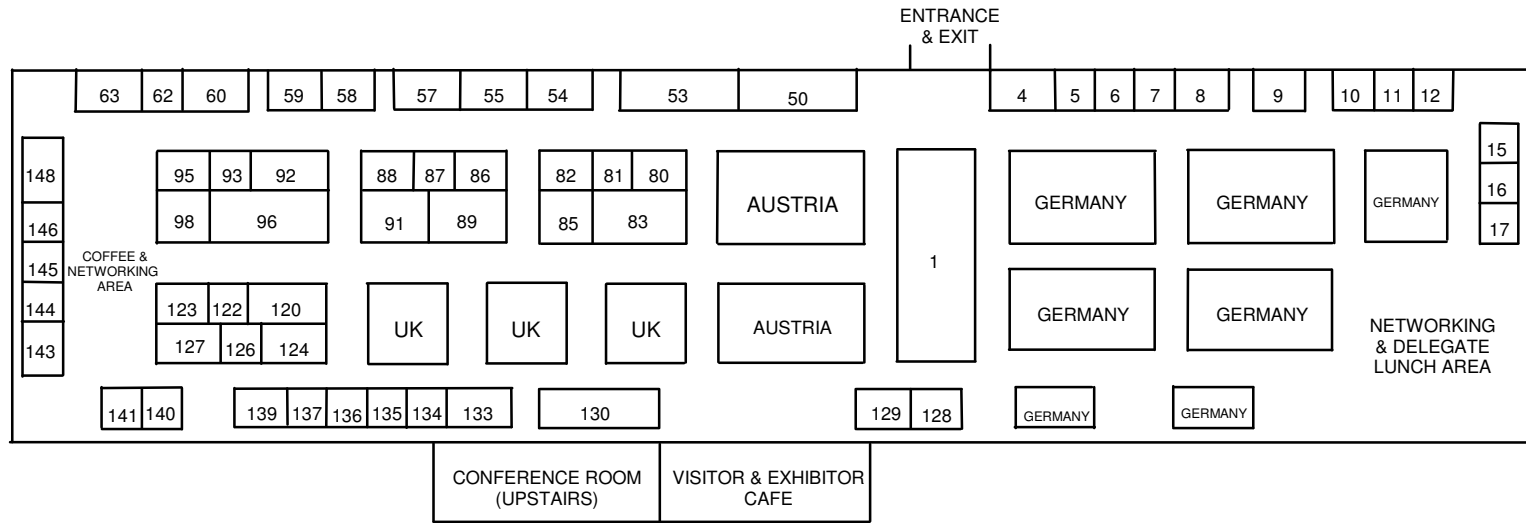 ENTRANCE
& EXIT
63 62 60 59 58 57 55 54 53 50 4 5 6 7 8 9 10 11 12
148 95 93 92 88 87 86 82 81 80 15
16
98 96 91 89 85 83 AUSTRIA GERMANY GERMANY GERMANY
146 17
COFFEE &
NETWORKING
AREA
145
1
144 123 122 120 UK UK UK AUSTRIA GERMANY GERMANY
127 126 124
143
NETWORKING
& DELEGATE
LUNCH AREA
141 140 139 137 136 135 134 133 130 129 128 GERMANY GERMANY
CONFERENCE ROOM
(UPSTAIRS)
VISITOR & EXHIBITOR
CAFE